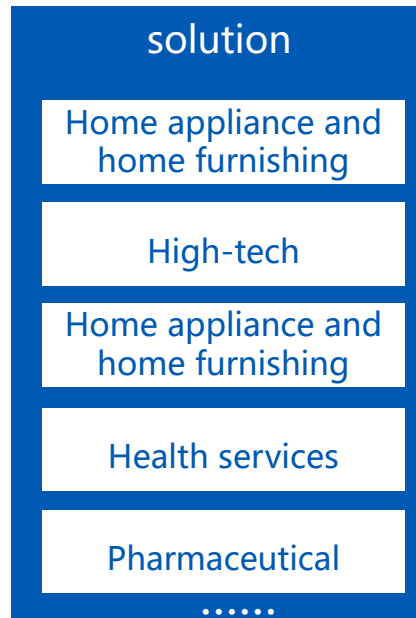 solution
Home appliance and
home furnishing
High-tech
Home appliance and
home furnishing
Health services
Pharmaceutical
......